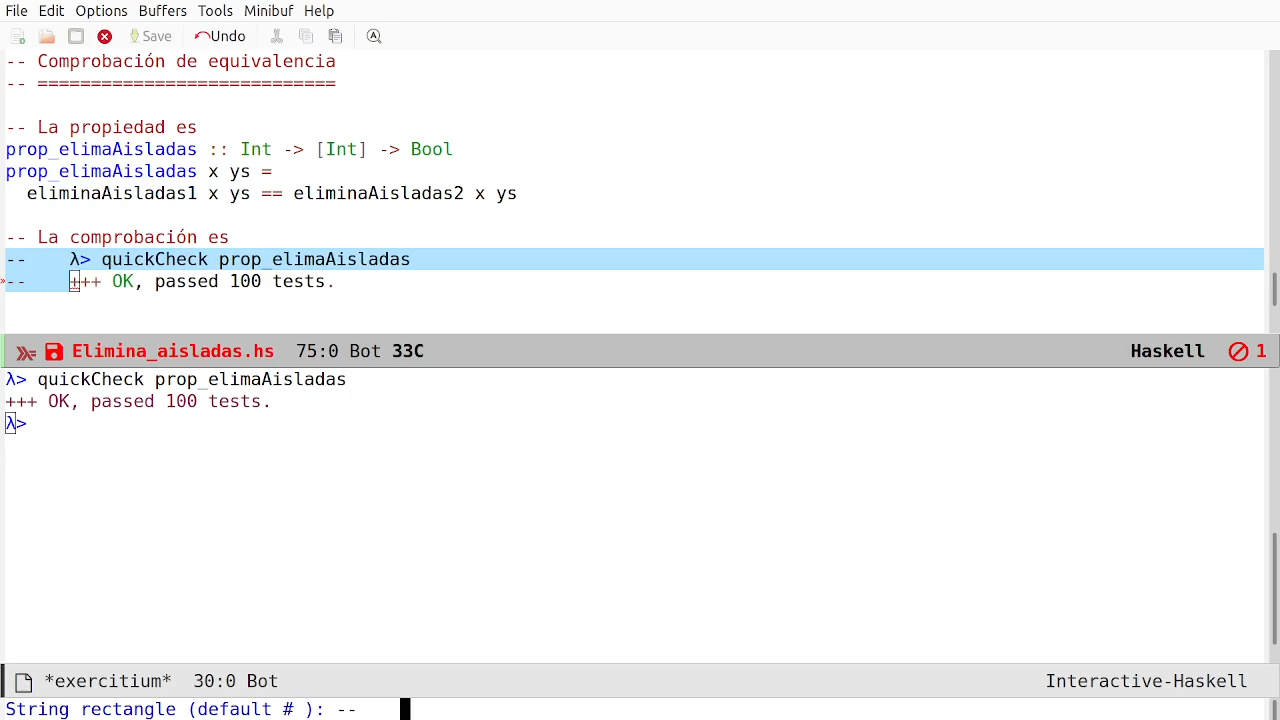 File Edit Options Buffers Tools Minibuf Help
Save Undo
-- Comprobación de equivalencia
-- ============================
-- La propiedad es
prop_elimaAisladas :: Int -> [Int] -> Bool
prop_elimaAisladas x ys =
eliminaAisladas1 x ys == eliminaAisladas2 x ys
-- La comprobación es
-- λ> quickCheck prop_elimaAisladas
-- +++ OK, passed 100 tests.
Elimina_aisladas.hs 75:0 Bot 33C Haskell 1
λ> quickCheck prop_elimaAisladas
+++ OK, passed 100 tests.
λ>
*exercitium* 30:0 Bot Interactive-Haskell
String rectangle (default # ): --